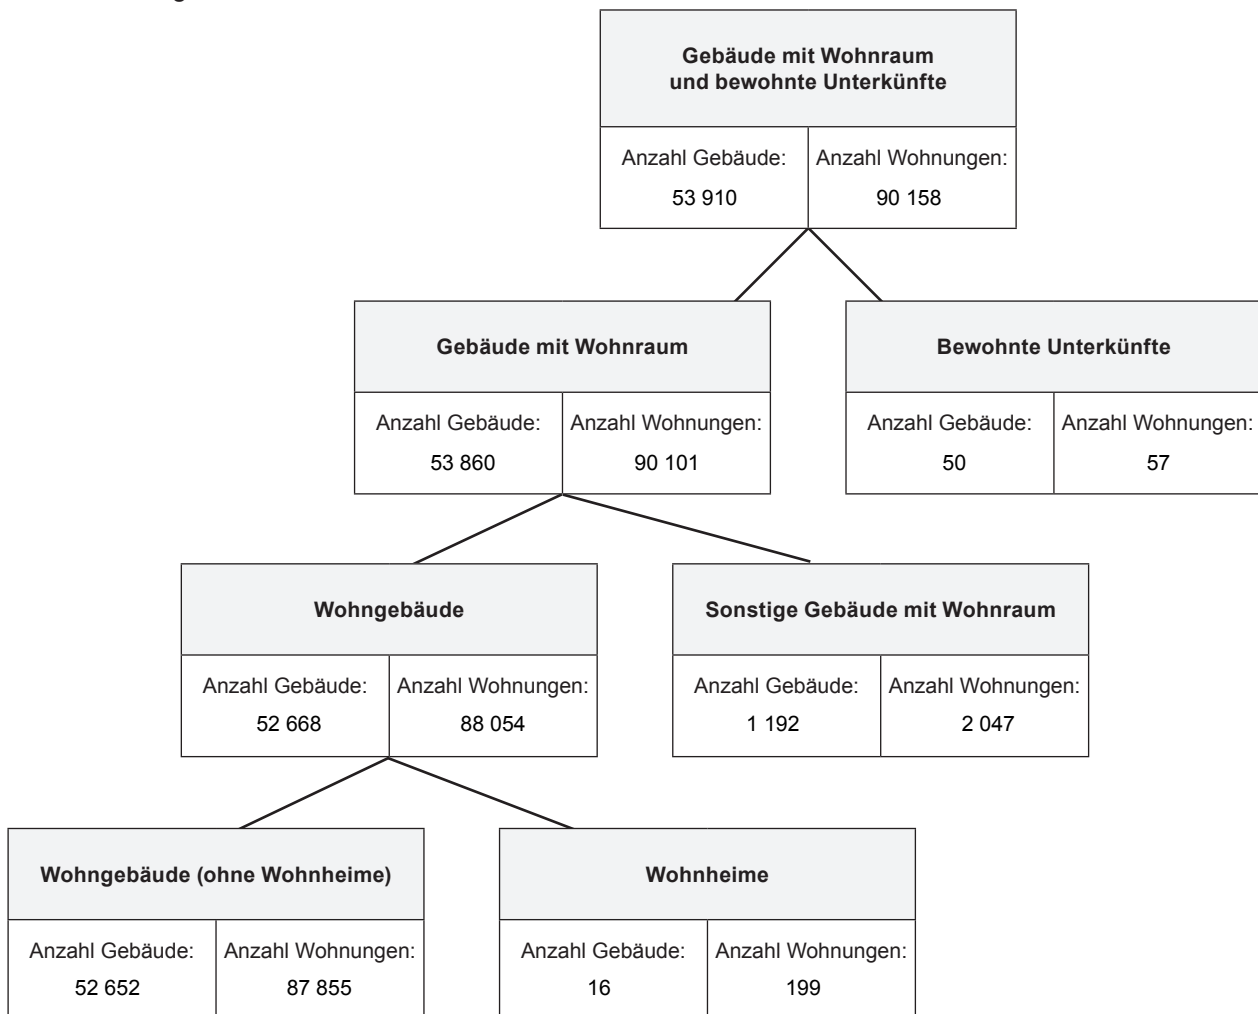 Gebäude mit Wohnraum
und bewohnte Unterkünfte
Anzahl Gebäude: Anzahl Wohnungen:
53 910 90 158
Gebäude mit Wohnraum Bewohnte Unterkünfte
Anzahl Gebäude: Anzahl Wohnungen: Anzahl Gebäude: Anzahl Wohnungen:
53 860 90 101 50 57
Wohngebäude Sonstige Gebäude mit Wohnraum
Anzahl Gebäude: Anzahl Wohnungen: Anzahl Gebäude: Anzahl Wohnungen:
52 668 88 054 1 192 2 047
Wohngebäude (ohne Wohnheime) Wohnheime
Anzahl Gebäude: Anzahl Wohnungen: Anzahl Gebäude: Anzahl Wohnungen:
52 652 87 855 16 199